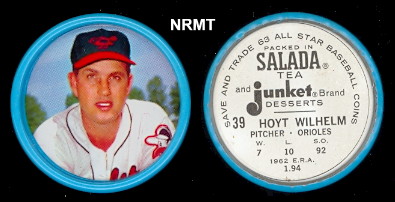 NRMT
SAVE AND TRADE 63 ALL STAR BASEBALL COINS
PACKED IN
SALADA®
TEA
and Junket® Brand
DESSERTS
39 HOYT WILHELM
PITCHER · ORIOLES
W. L. S.O.
7 10 92
1962 E.R.A.
1.94